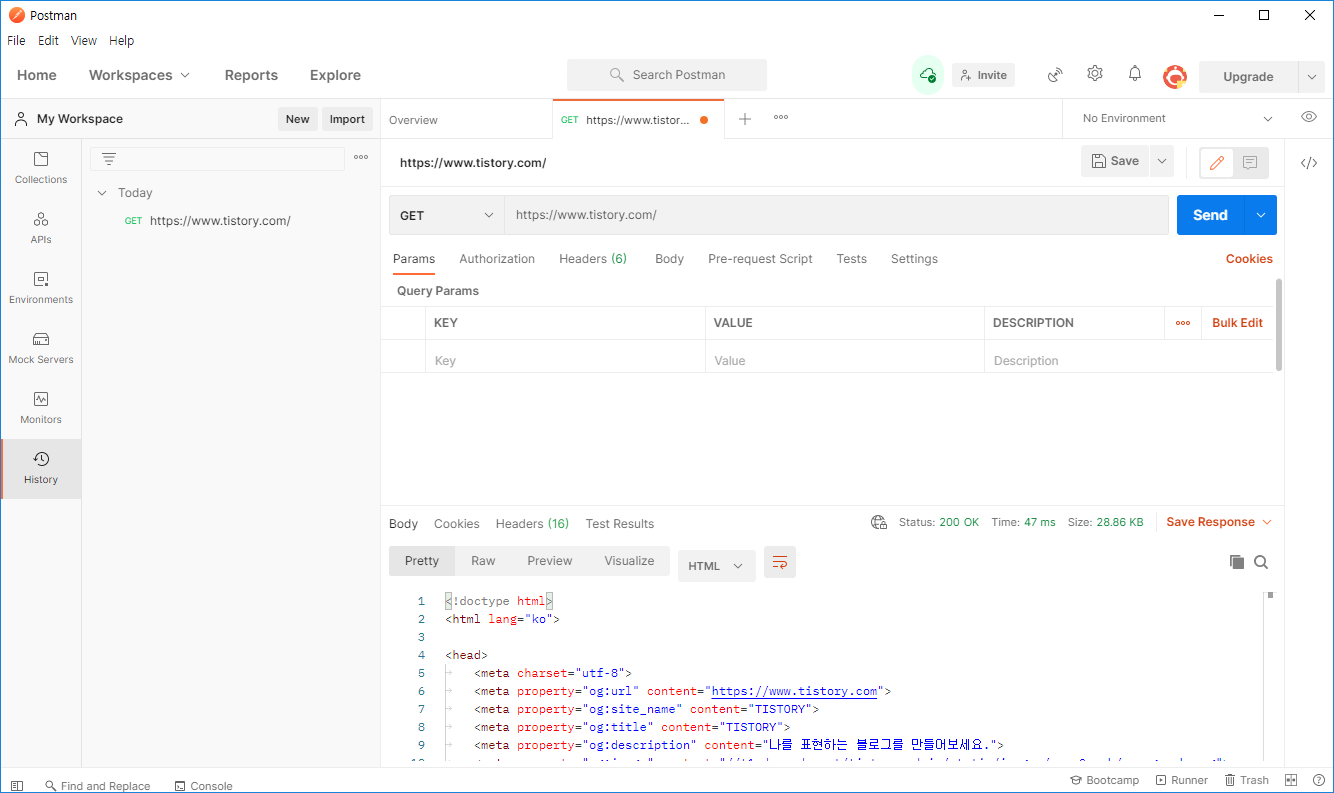 Postman
File Edit View Help
Home Workspaces Reports Explore Search Postman Invite Upgrade
My Workspace New Import Overview GET https://www.tistor... No Environment
https://www.tistory.com/ Save
Collections
Today
GET https://www.tistory.com/
APIs
Environments
Mock Servers
Monitors
History
GET https://www.tistory.com/ Send
Params Authorization Headers (6) Body Pre-request Script Tests Settings Cookies
Query Params
KEY VALUE DESCRIPTION Bulk Edit
Key Value Description
Body Cookies Headers (16) Test Results Status: 200 OK Time: 47 ms Size: 28.86 KB Save Response
Pretty Raw Preview Visualize HTML
1 <!doctype html>
2 <html lang="ko">
3
4 <head>
5 <meta charset="utf-8">
6 <meta property="og:url" content="https://www.tistory.com">
7 <meta property="og:site_name" content="TISTORY">
8 <meta property="og:title" content="TISTORY">
9 <meta property="og:description" content="나를 표현하는 블로그를 만들어보세요.">
Find and Replace Console Bootcamp Runner Trash